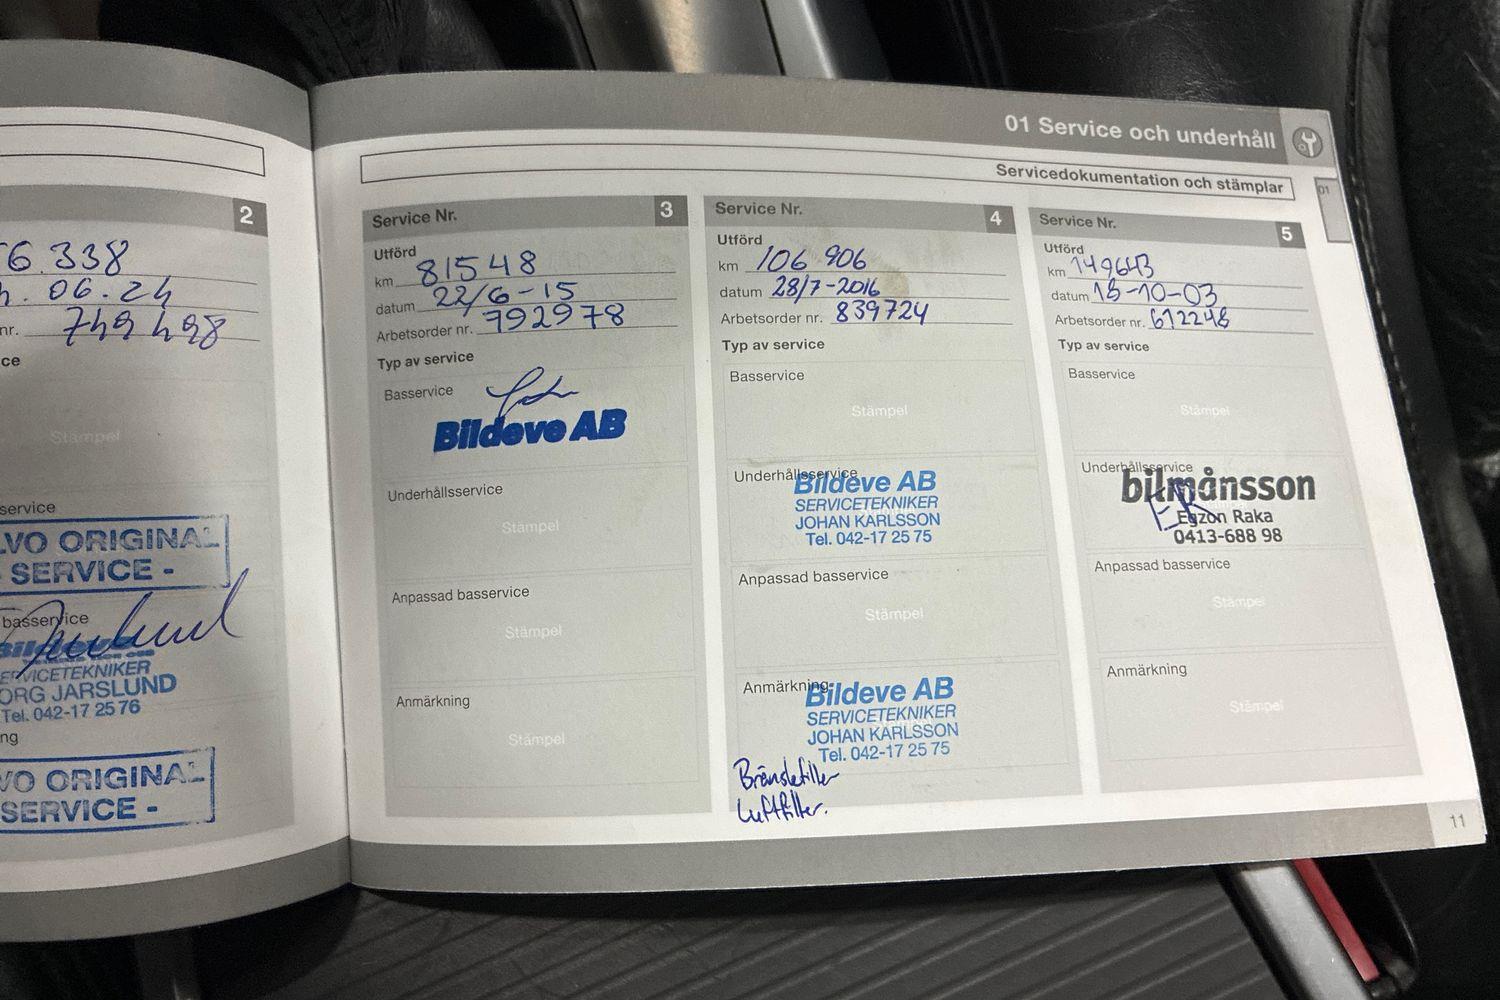 2
6.338
06.24
nr. 749 498
ce
Stämpel
service
VO ORIGINAL
- SERVICE -
basservice
Bildeve
SERVICETEKNIKER
ORG JARSLUND
Tel. 042-17 25 76
ng
VO ORIGINAL
SERVICE -
01 Service och underhåll
01
Servicedokumentation och stämplar
Service Nr. 3
Utförd
km 81548
datum 22/6-15
Arbetsorder nr. 792978
Typ av service
Basservice
Bildeve AB
Underhållsservice
Stämpel
Anpassad basservice
Stämpel
Anmärkning
Stämpel
Service Nr. 4
Utförd
km 106 906
datum 28/7-2016
Arbetsorder nr. 839724
Typ av service
Basservice
Stämpel
Underhållsservice
Bildeve AB
SERVICETEKNIKER
JOHAN KARLSSON
Tel. 042-17 25 75
Anpassad basservice
Stämpel
Anmärkning
Bildeve AB
SERVICETEKNIKER
JOHAN KARLSSON
Tel. 042-17 25 75
Bränslefilter
Luftfilter.
Service Nr. 5
Utförd
km 149643
datum 18-10-03
Arbetsorder nr. 612248
Typ av service
Basservice
Stämpel
Underhållsservice
bilmånsson
Egzon Raka
0413-688 98
Anpassad basservice
Stämpel
Anmärkning
Stämpel
11